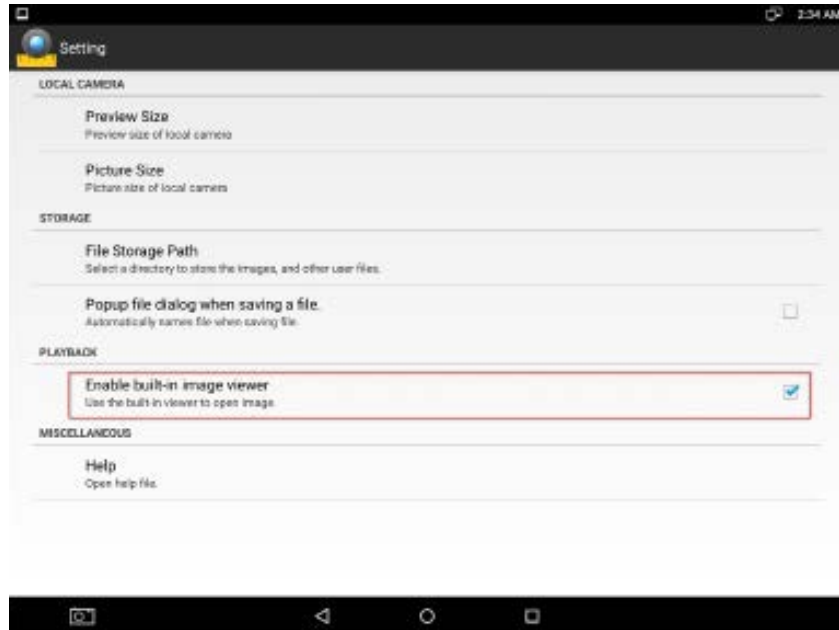 2:34 AM
Setting
LOCAL CAMERA
Preview Size
Preview size of local camera
Picture Size
Picture size of local camera
STORAGE
File Storage Path
Select a directory to store the images, and other user files.
Popup file dialog when saving a file.
Automatically names file when saving file.
PLAYBACK
Enable built-in image viewer
Use the built-in viewer to open image
MISCELLANEOUS
Help
Open help file.